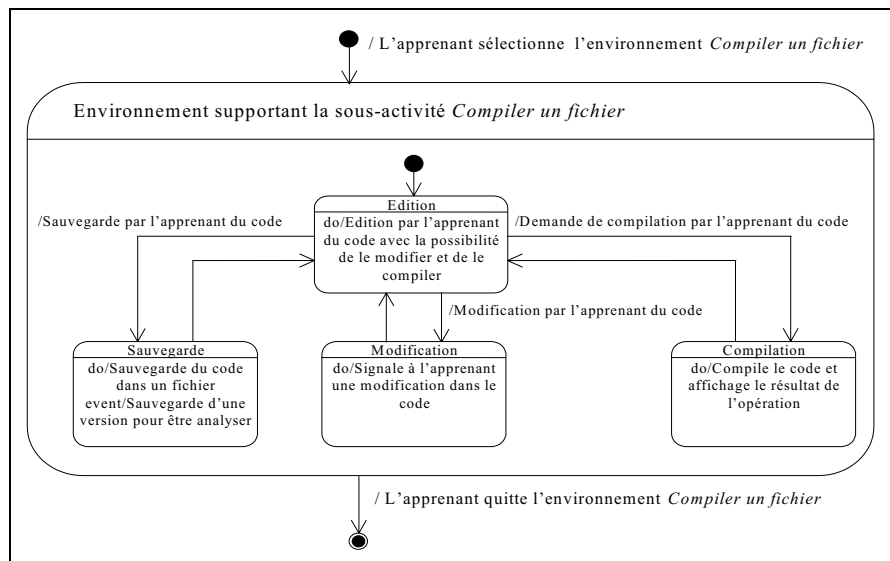 / L'apprenant sélectionne l'environnement Compiler un fichier
Environnement supportant la sous-activité Compiler un fichier
/Sauvegarde par l'apprenant du code
Edition
do/Edition par l'apprenant
du code avec la possibilité
de le modifier et de le
compiler
/Demande de compilation par l'apprenant du code
/Modification par l'apprenant du code
Sauvegarde
do/Sauvegarde du code
dans un fichier
event/Sauvegarde d'une
version pour être analyser
Modification
do/Signale à l'apprenant
une modification dans le
code
Compilation
do/Compile le code et
affichage le résultat de
l'opération
/ L'apprenant quitte l'environnement Compiler un fichier